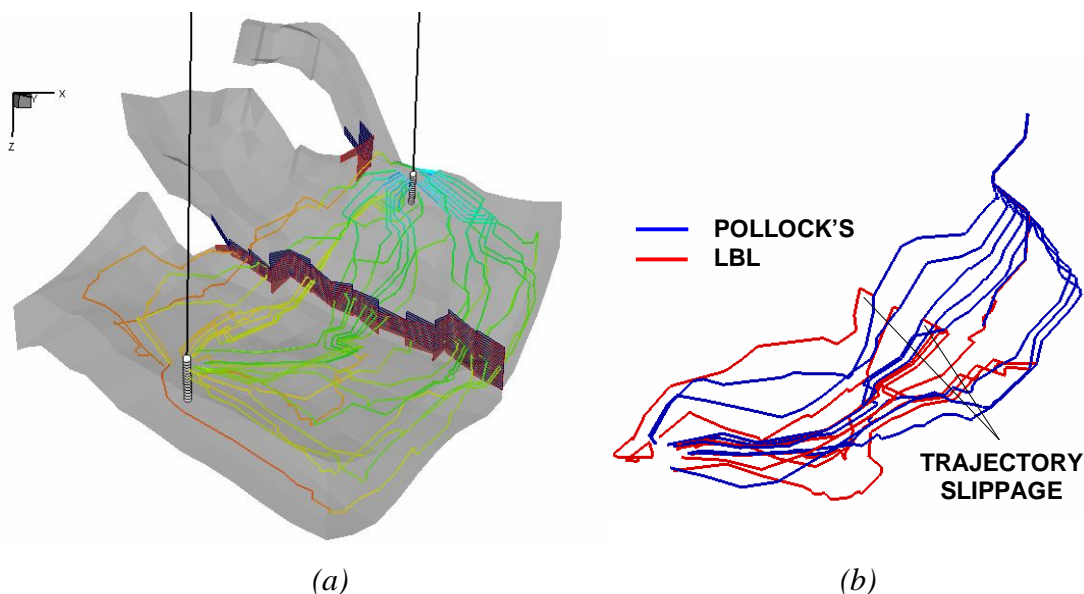 X
Y
Z
POLLOCK'S
LBL
TRAJECTORY
SLIPPAGE
(a)
(b)